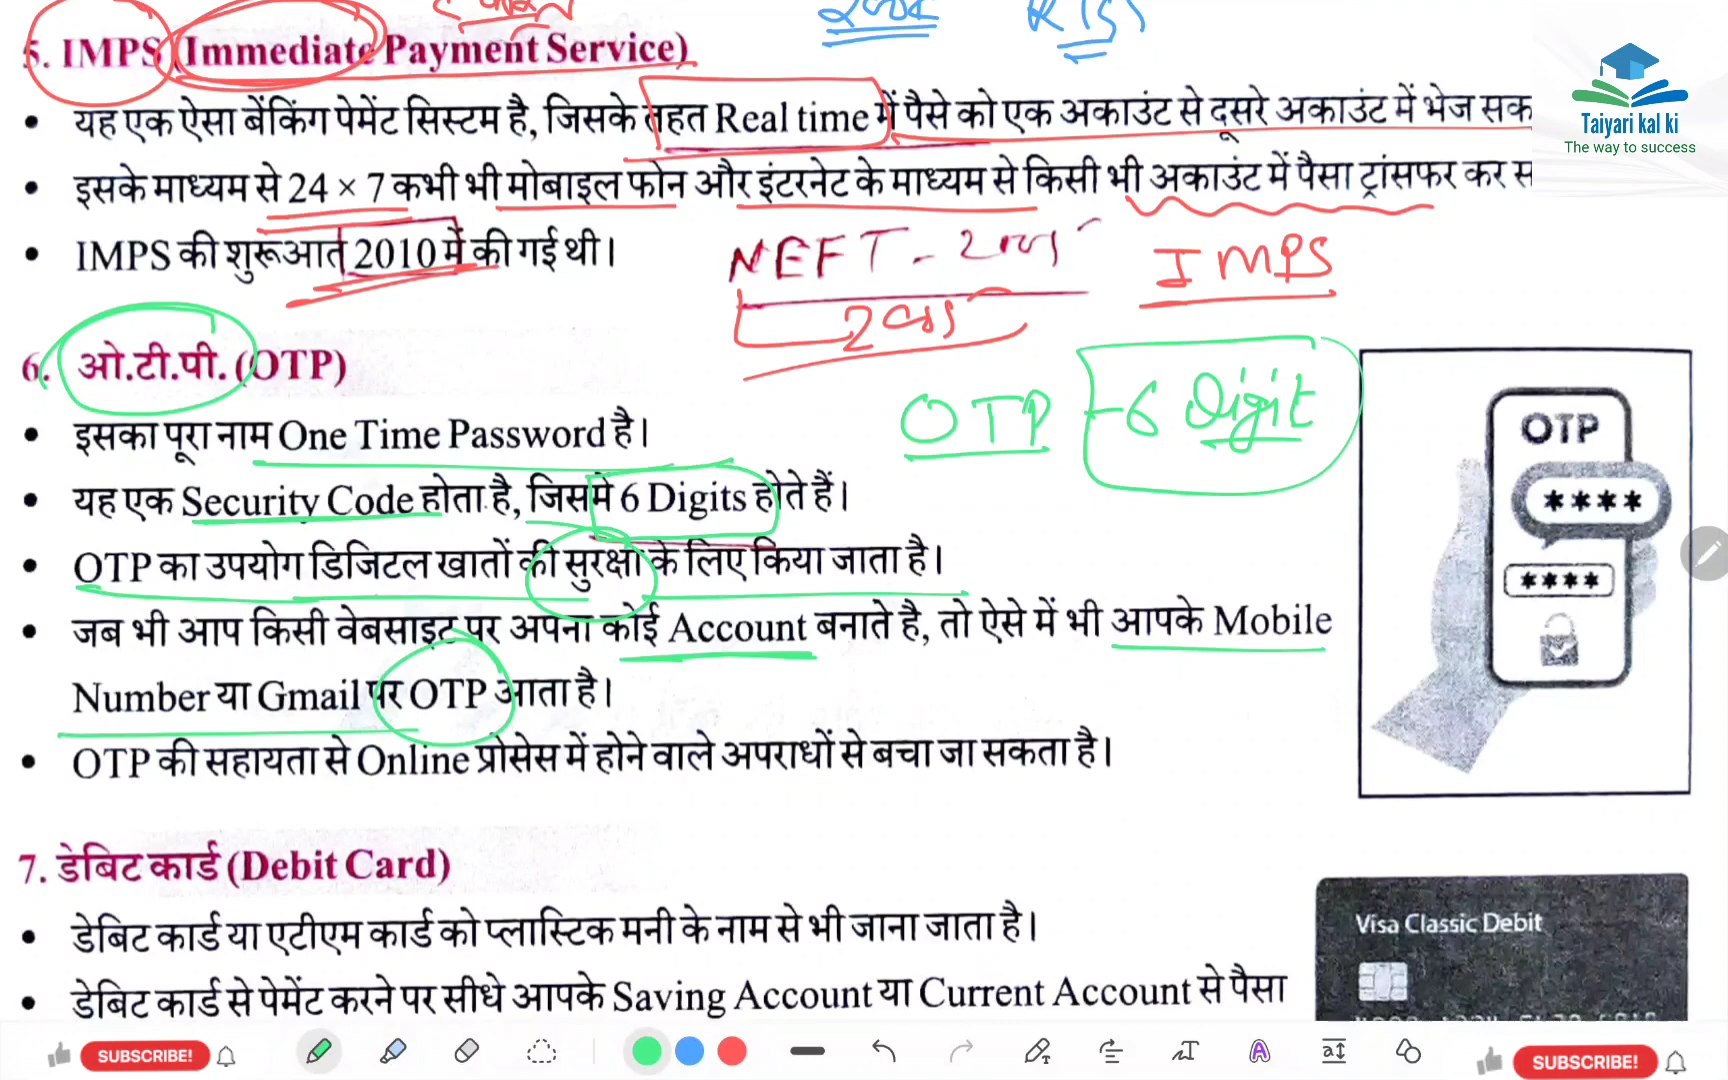 5. IMPS (Immediate Payment Service)
Taiyari kal ki
The way to success
• यह एक ऐसा बेंकिंग पेमेंट सिस्टम है, जिसके तहत Real time में पैसे को एक अकाउंट से दूसरे अकाउंट में भेज सक
• इसके माध्यम से 24 × 7 कभी भी मोबाइल फोन और इंटरनेट के माध्यम से किसी भी अकाउंट में पैसा ट्रांसफर कर स
• IMPS की शुरूआत 2010 में की गई थी।
NEFT - 2005
IMPS
2005
6. ओ.टी.पी. (OTP)
OTP - 6 Digit
OTP
• इसका पूरा नाम One Time Password है।
• यह एक Security Code होता है, जिसमें 6 Digits होते हैं।
****
• OTP का उपयोग डिजिटल खातों की सुरक्षा के लिए किया जाता है।
****
• जब भी आप किसी वेबसाइट पर अपना कोई Account बनाते है, तो ऐसे में भी आपके Mobile
Number या Gmail पर OTP आता है।
• OTP की सहायता से Online प्रोसेस में होने वाले अपराधों से बचा जा सकता है।
7. डेबिट कार्ड (Debit Card)
• डेबिट कार्ड या एटीएम कार्ड को प्लास्टिक मनी के नाम से भी जाना जाता है।
Visa Classic Debit
• डेबिट कार्ड से पेमेंट करने पर सीधे आपके Saving Account या Current Account से पैसा
SUBSCRIBE!
SUBSCRIBE!